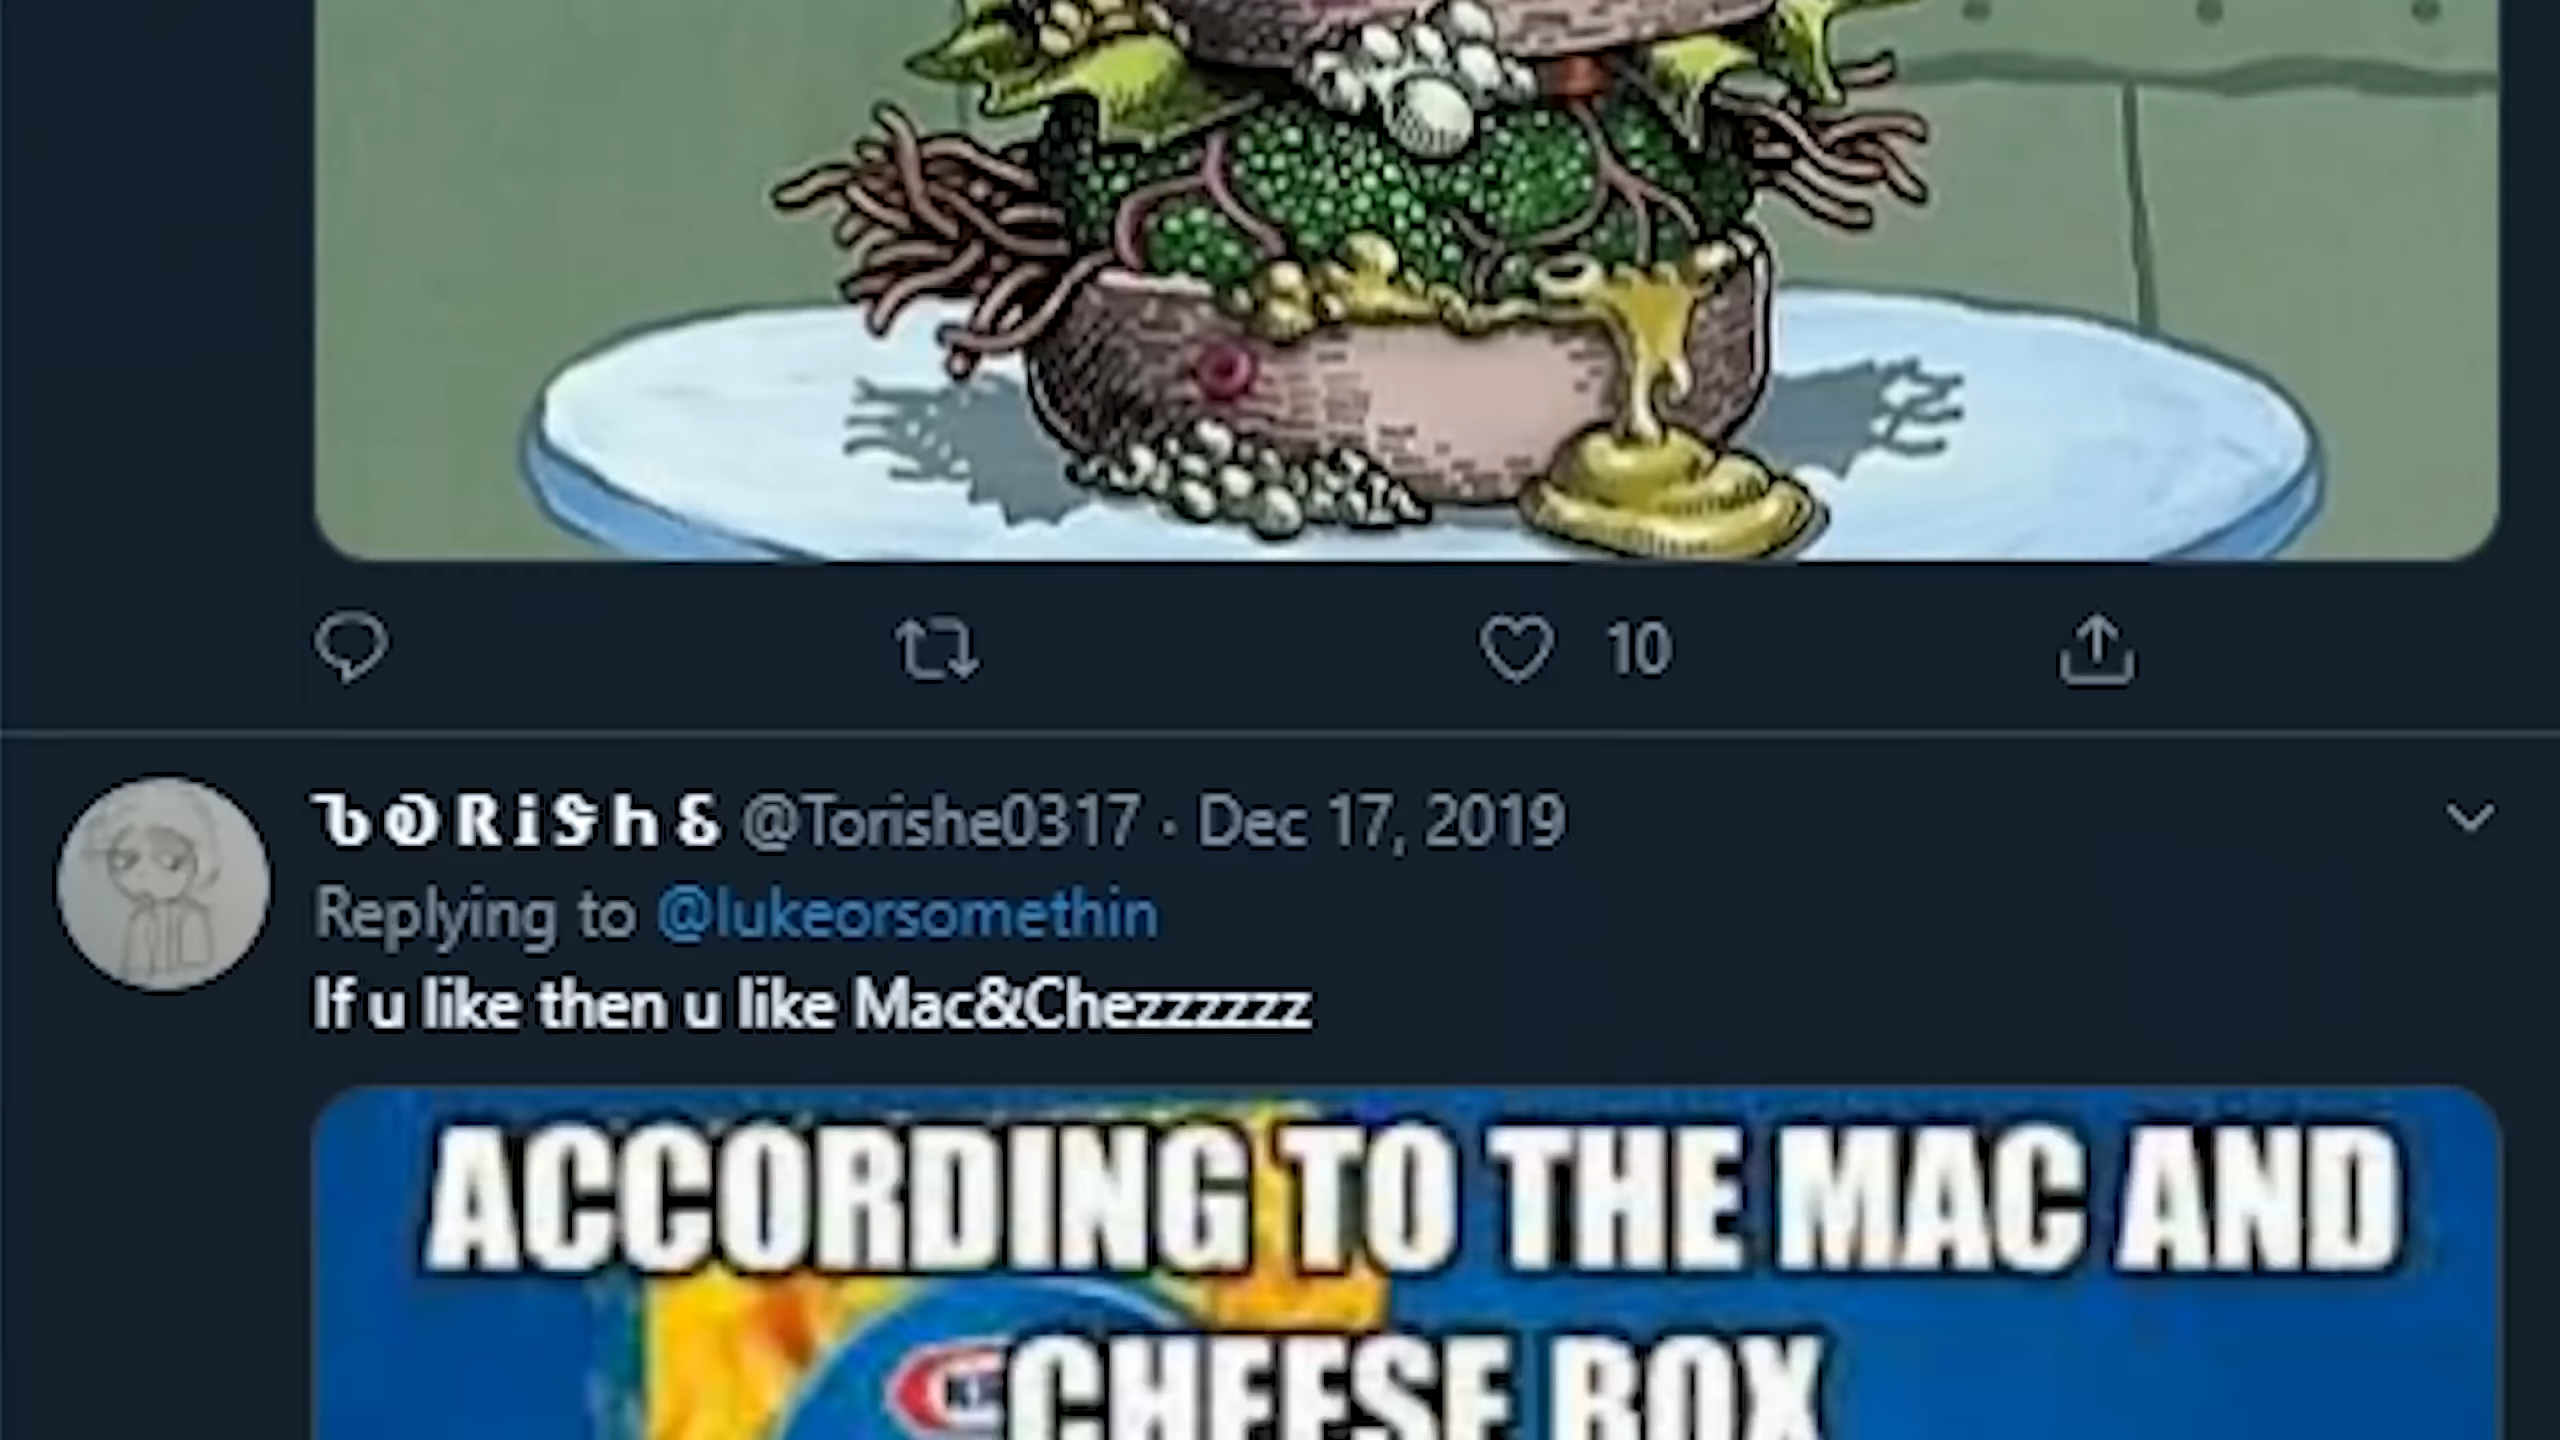 10
ԎᎧRiᎦhᎴ @Torishe0317 · Dec 17, 2019
Replying to @lukeorsomethin
If u like then u like Mac&Chezzzzzz
ACCORDING TO THE MAC AND
CHEESE BOX